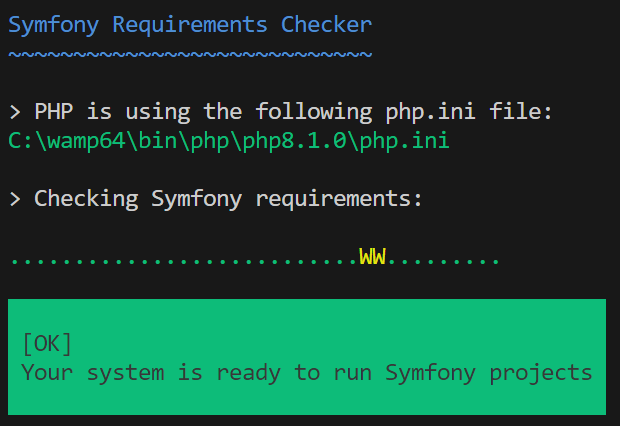 Symfony Requirements Checker
~~~~~~~~~~~~~~~~~~~~~~~~~~~~
> PHP is using the following php.ini file:
C:\wamp64\bin\php\php8.1.0\php.ini
> Checking Symfony requirements:
...........................WW.........
[OK]
Your system is ready to run Symfony projects